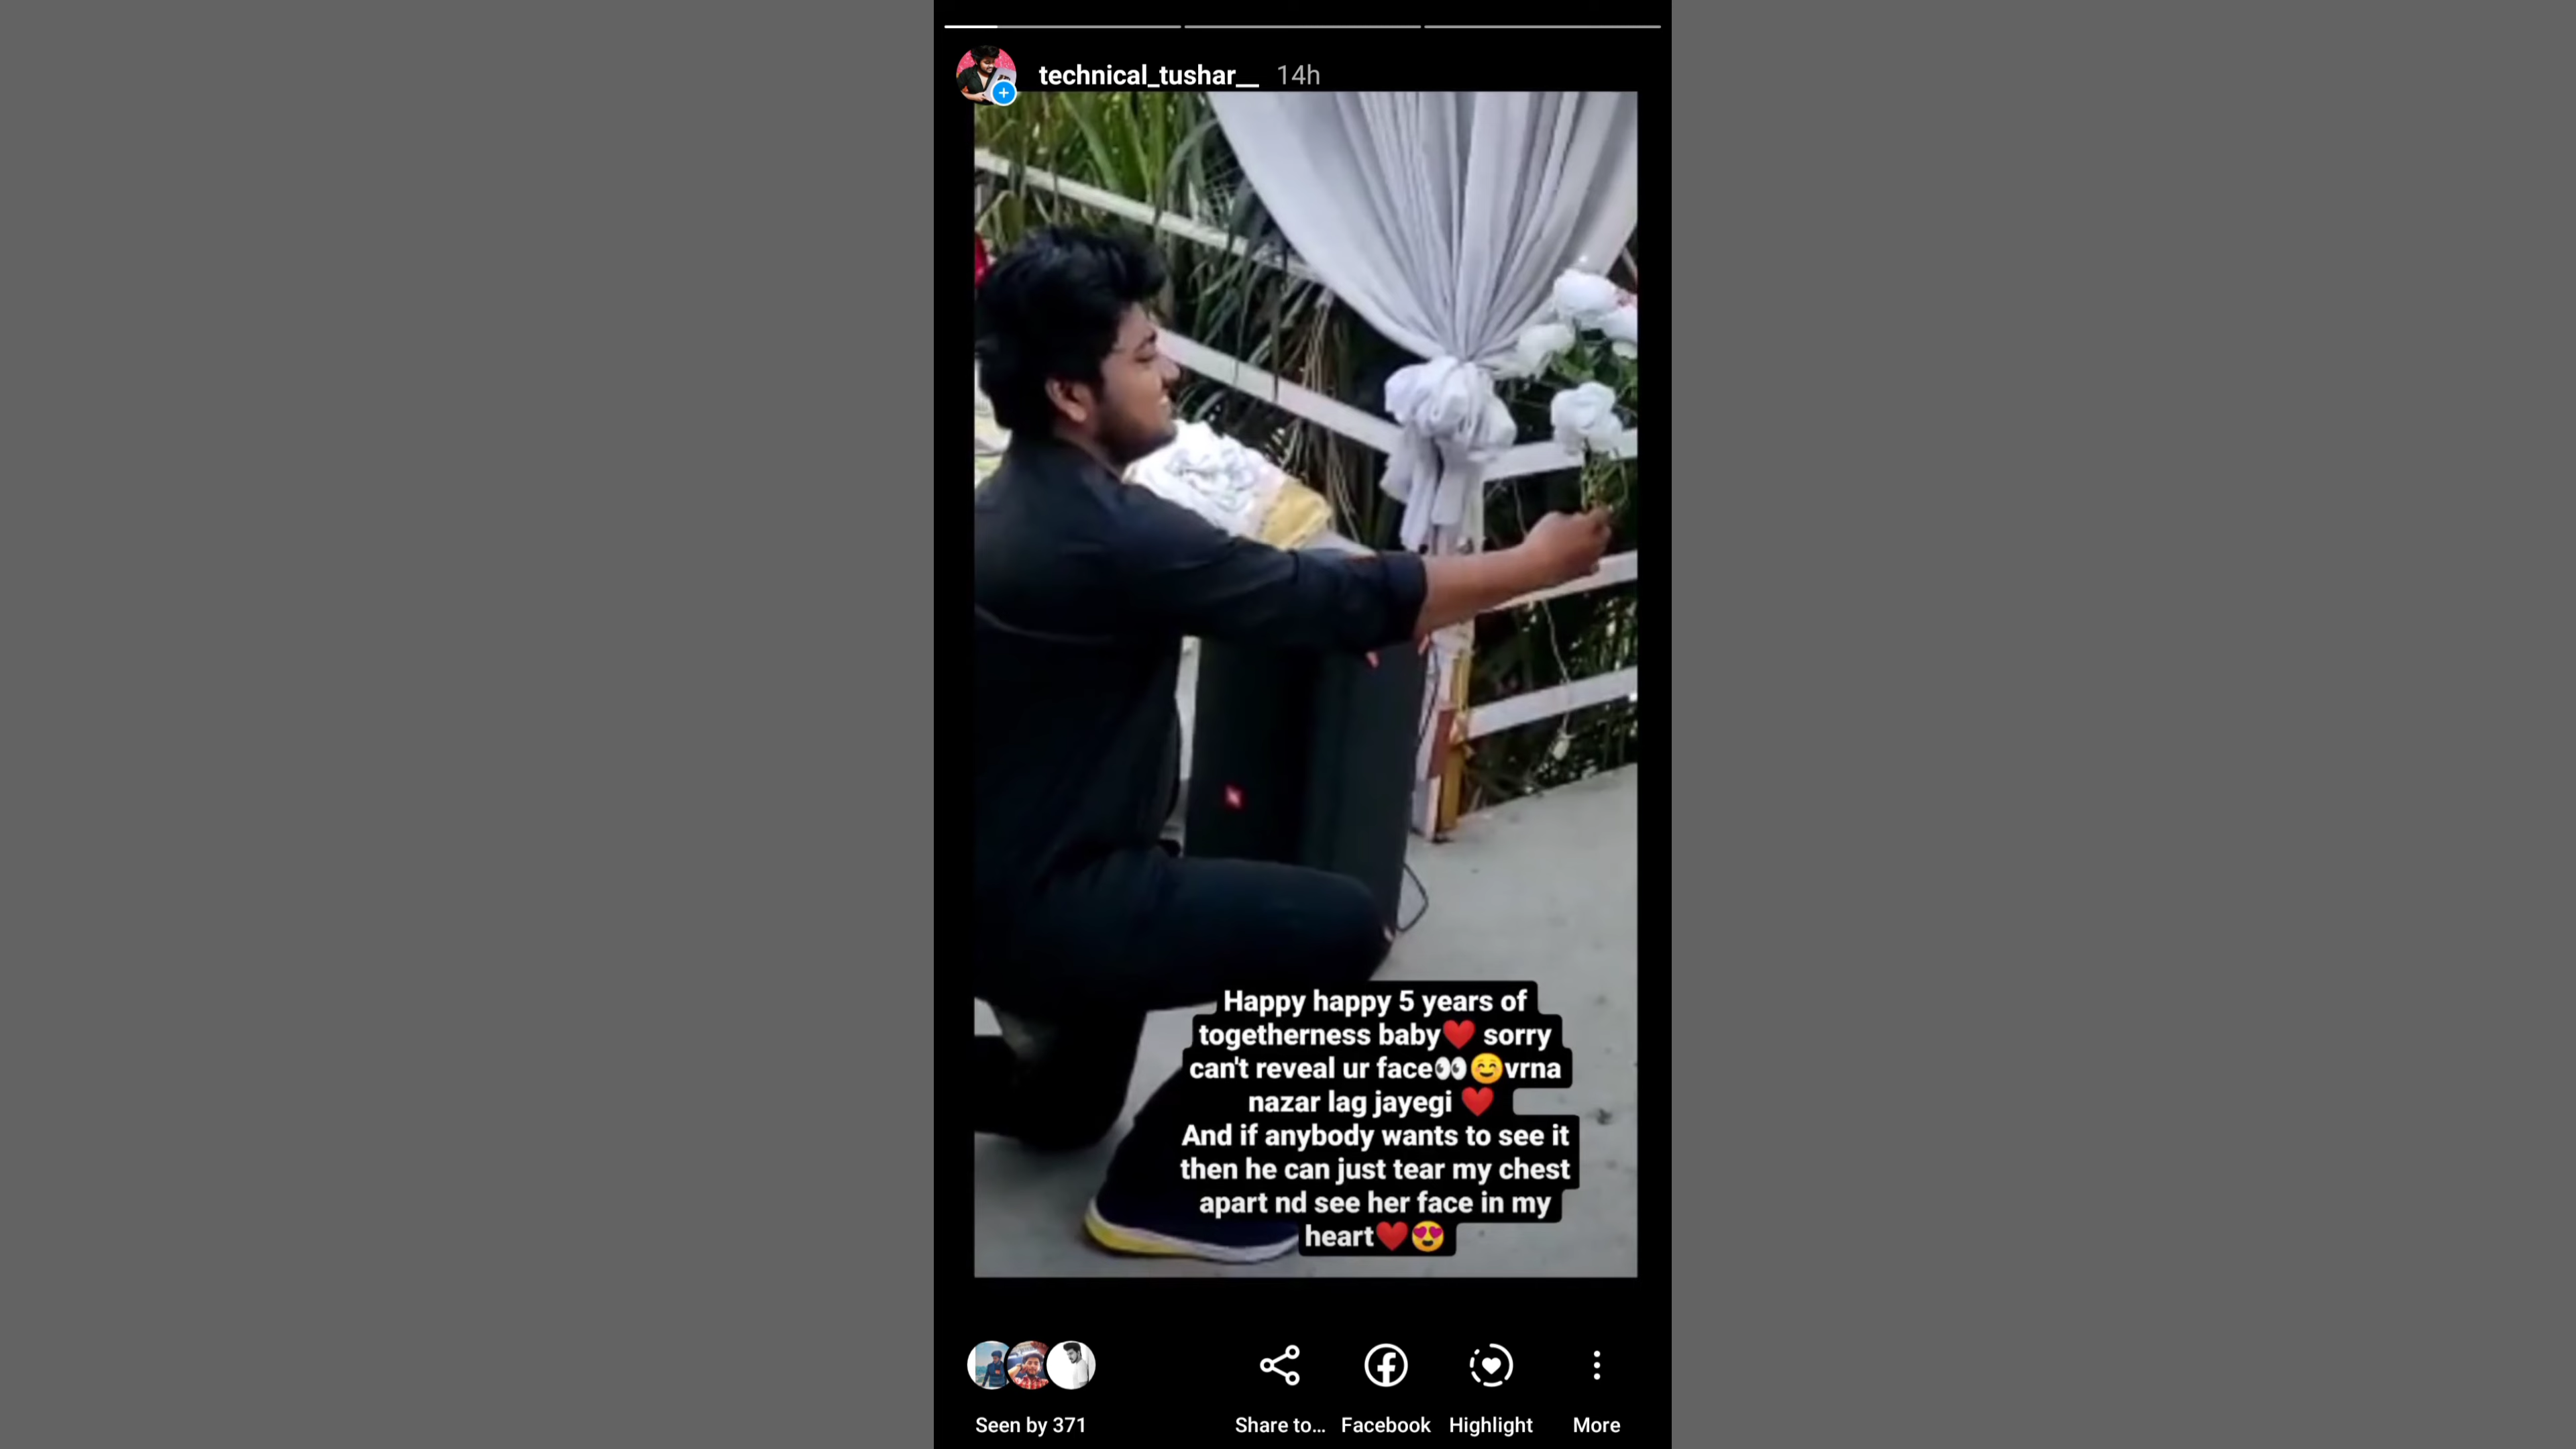 technical_tushar__ 14h
Happy happy 5 years of
togetherness baby❤️ sorry
can't reveal ur face👀☺️vrna
nazar lag jayegi ❤️
And if anybody wants to see it
then he can just tear my chest
apart nd see her face in my
heart❤️😍
Seen by 371
Share to...
Facebook
Highlight
More